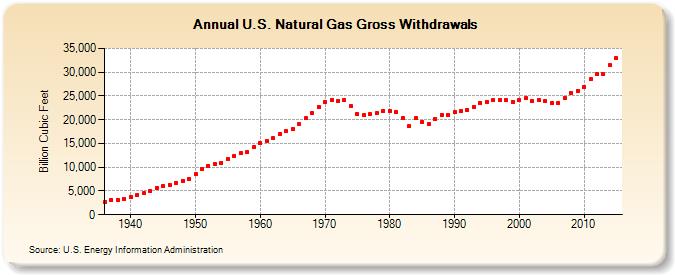 Annual U.S. Natural Gas Gross Withdrawals
Billion Cubic Feet
35,000
30,000
25,000
20,000
15,000
10,000
5,000
0
1940 1950 1960 1970 1980 1990 2000 2010
Source: U.S. Energy Information Administration